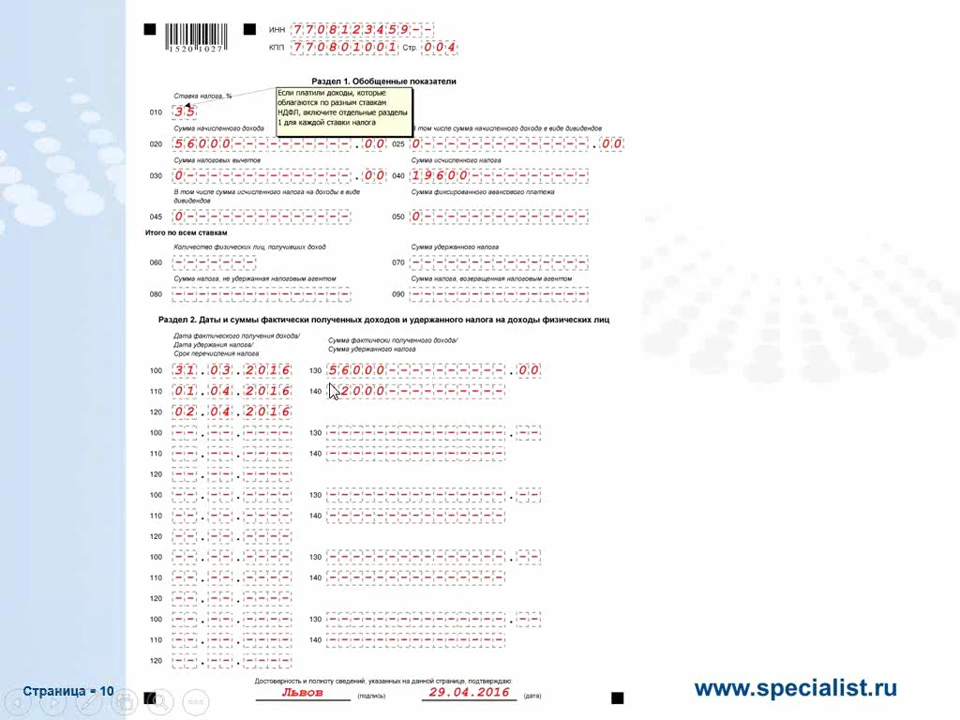 15201027
ИНН 7708123459--
КПП 770801001 Стр. 004
Раздел 1. Обобщенные показатели
Ставка налога, %
010 35
Если платили доходы, которые
облагаются по разным ставкам
НДФЛ, включите отдельные разделы
1 для каждой ставки налога
Сумма начисленного дохода
том числе сумма начисленного дохода в виде дивидендов
020 56000----------.00 025 0--------------.00
Сумма налоговых вычетов
Сумма исчисленного налога
030 0--------------.00 040 19600----------
В том числе сумма исчисленного налога на доходы в виде
дивидендов
Сумма фиксированного авансового платежа
045 0-------------- 050 0--------------
Итого по всем ставкам
Количество физических лиц, получивших доход
Сумма удержанного налога
060 ------- 070 ---------------
Сумма налога, не удержанная налоговым агентом
Сумма налога, возвращенная налоговым агентом
080 --------------- 090 ---------------
Раздел 2. Даты и суммы фактически полученных доходов и удержанного налога на доходы физических лиц
Дата фактического получения дохода/
Дата удержания налога/
Срок перечисления налога
Сумма фактически полученного дохода/
Сумма удержанного налога
100 31.03.2016 130 56000----------.00
110 01.04.2016 140 2000----------
120 02.04.2016
100 --.--.---- 130 ---------------.--
110 --.--.---- 140 ---------------
120 --.--.----
100 --.--.---- 130 ---------------.--
110 --.--.---- 140 ---------------
120 --.--.----
100 --.--.---- 130 ---------------.--
110 --.--.---- 140 ---------------
120 --.--.----
100 --.--.---- 130 ---------------.--
110 --.--.---- 140 ---------------
120 --.--.----
Достоверность и полноту сведений, указанных на данной странице, подтверждаю:
Львов (подпись) 29.04.2016 (дата)
Страница = 10
www.specialist.ru